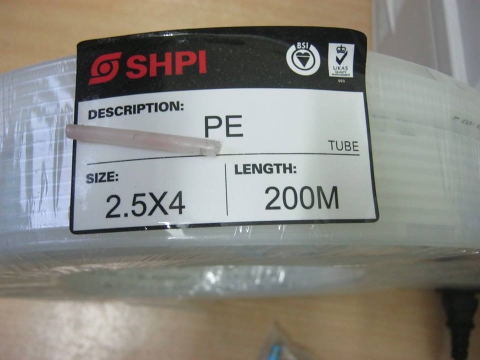 SHPI
BSI
UKAS
DESCRIPTION:
PE
TUBE
SIZE:
2.5X4
LENGTH:
200M